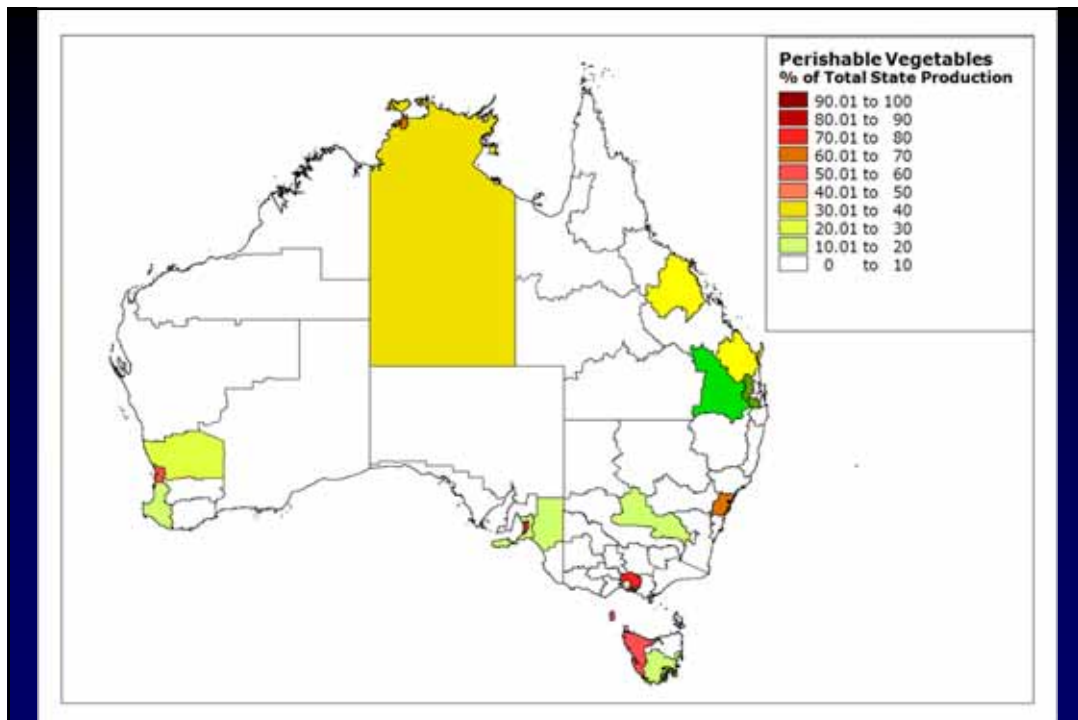 Perishable Vegetables
% of Total State Production
90.01 to 100
80.01 to 90
70.01 to 80
60.01 to 70
50.01 to 60
40.01 to 50
30.01 to 40
20.01 to 30
10.01 to 20
0 to 10